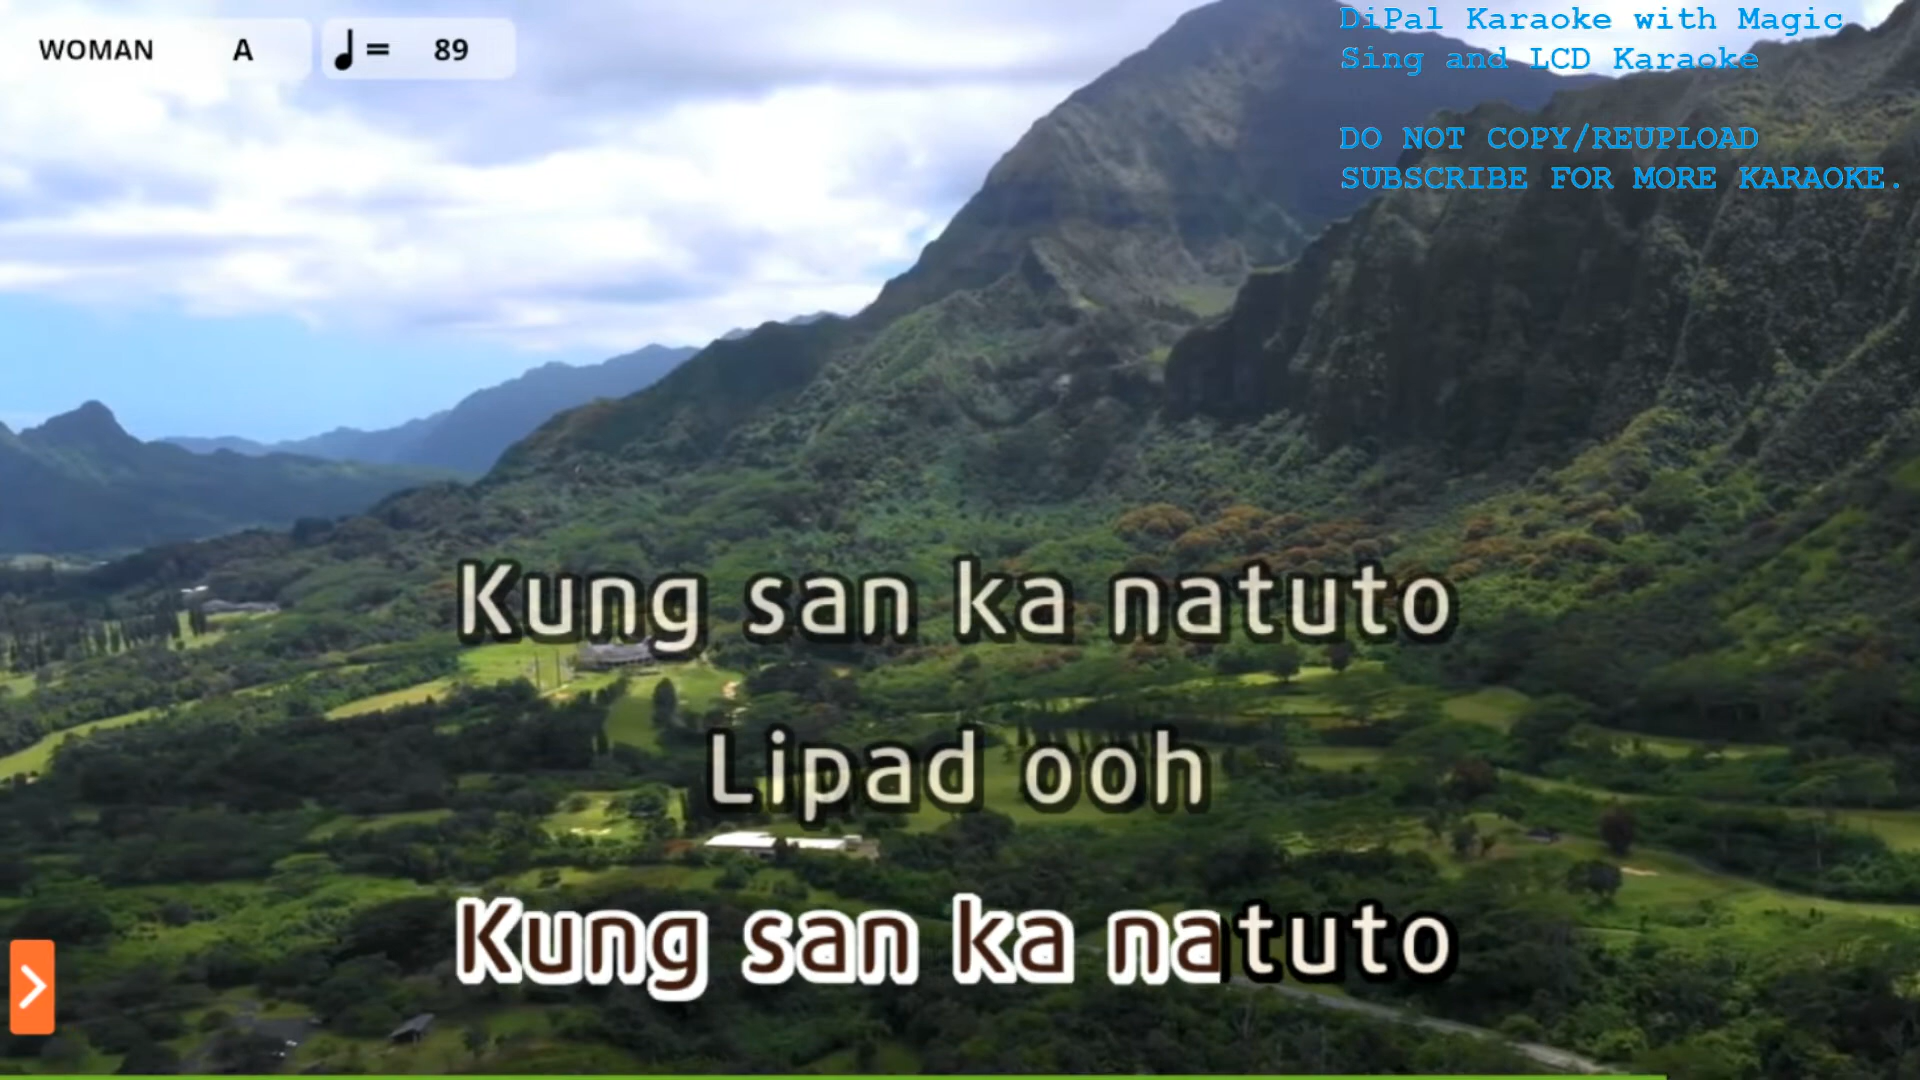 WOMAN A ♩= 89
DiPal Karaoke with Magic
Sing and LCD Karaoke
DO NOT COPY/REUPLOAD
SUBSCRIBE FOR MORE KARAOKE.
Kung san ka natuto
Lipad ooh
Kung san ka natuto